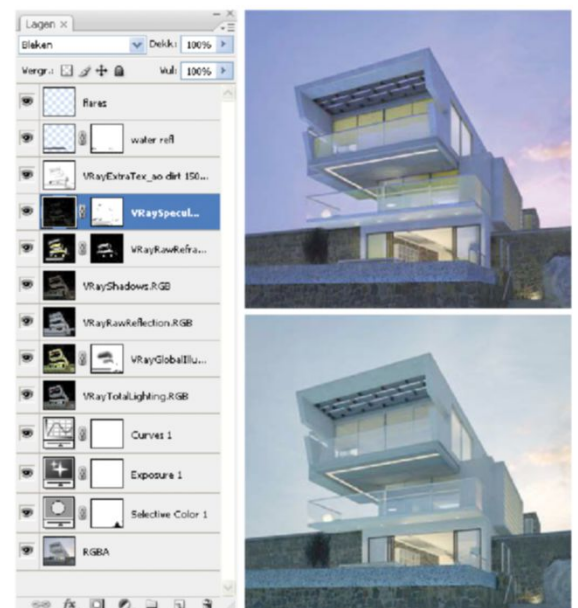 Lagen ×
Bleken Dekk.: 100%
Vergr.: Vul: 100%
flares
water refl
VRayExtraTex_ao dirt 150...
VRaySpecul...
VRayRawRefra...
VRayShadows.RGB
VRayRawReflection.RGB
VRayGlobalIllu...
VRayTotalLighting.RGB
Curves 1
Exposure 1
Selective Color 1
RGBA
fx